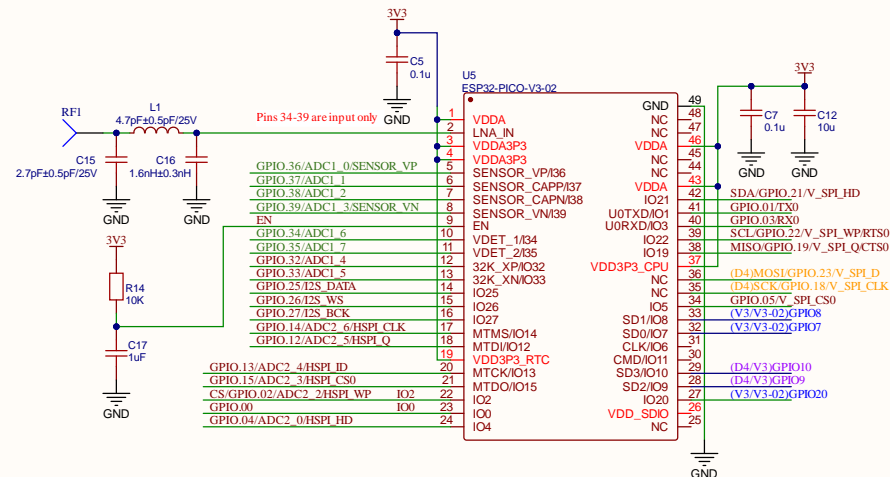 3V3
C5
0.1u
GND
U5
ESP32-PICO-V3-02
RF1
L1
4.7pF±0.5pF/25V
C15
2.7pF±0.5pF/25V
GND
C16
1.6nH±0.3nH
GND
Pins 34-39 are input only
3V3
C7
0.1u
GND
C12
10u
GND
1 VDDA
GND 49
2 LNA_IN
NC 48
3 VDDA3P3
NC 47
4 VDDA3P3
VDDA 46
GPIO.36/ADC1_0/SENSOR_VP 5 SENSOR_VP/I36
NC 45
GPIO.37/ADC1_1 6 SENSOR_CAPP/I37
NC 44
GPIO.38/ADC1_2 7 SENSOR_CAPN/I38
VDDA 43
GPIO.39/ADC1_3/SENSOR_VN 8 SENSOR_VN/I39
IO21 42 SDA/GPIO.21/V_SPI_HD
EN 9 EN
U0TXD/IO1 41 GPIO.01/TX0
GPIO.34/ADC1_6 10 VDET_1/I34
U0RXD/IO3 40 GPIO.03/RX0
GPIO.35/ADC1_7 11 VDET_2/I35
IO22 39 SCL/GPIO.22/V_SPI_WP/RTS0
GPIO.32/ADC1_4 12 32K_XP/IO32
IO19 38 MISO/GPIO.19/V_SPI_Q/CTS0
GPIO.33/ADC1_5 13 32K_XN/IO33
VDD3P3_CPU 37
GPIO.25/I2S_DATA 14 IO25
NC 36 (D4)MOSI/GPIO.23/V_SPI_D
GPIO.26/I2S_WS 15 IO26
NC 35 (D4)SCK/GPIO.18/V_SPI_CLK
GPIO.27/I2S_BCK 16 IO27
IO5 34 GPIO.05/V_SPI_CS0
GPIO.14/ADC2_6/HSPI_CLK 17 MTMS/IO14
SD1/IO8 33 (V3/V3-02)GPIO8
GPIO.12/ADC2_5/HSPI_Q 18 MTDI/IO12
SD0/IO7 32 (V3/V3-02)GPIO7
19 VDD3P3_RTC
CLK/IO6 31
GPIO.13/ADC2_4/HSPI_ID 20 MTCK/IO13
CMD/IO11 30
GPIO.15/ADC2_3/HSPI_CS0 21 MTDO/IO15
SD3/IO10 29 (D4/V3)GPIO10
CS/GPIO.02/ADC2_2/HSPI_WP IO2 22 IO2
SD2/IO9 28 (D4/V3)GPIO9
GPIO.00 IO0 23 IO0
IO20 27 (V3/V3-02)GPIO20
GPIO.04/ADC2_0/HSPI_HD 24 IO4
VDD_SDIO 26
NC 25
3V3
R14
10K
C17
1uF
GND
GND